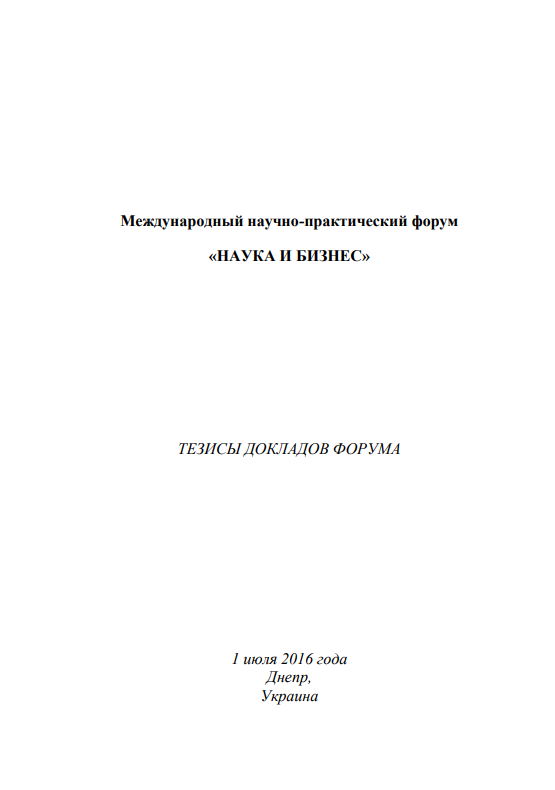 Международный научно-практический форум
«НАУКА И БИЗНЕС»
ТЕЗИСЫ ДОКЛАДОВ ФОРУМА
1 июля 2016 года
Днепр,
Украина